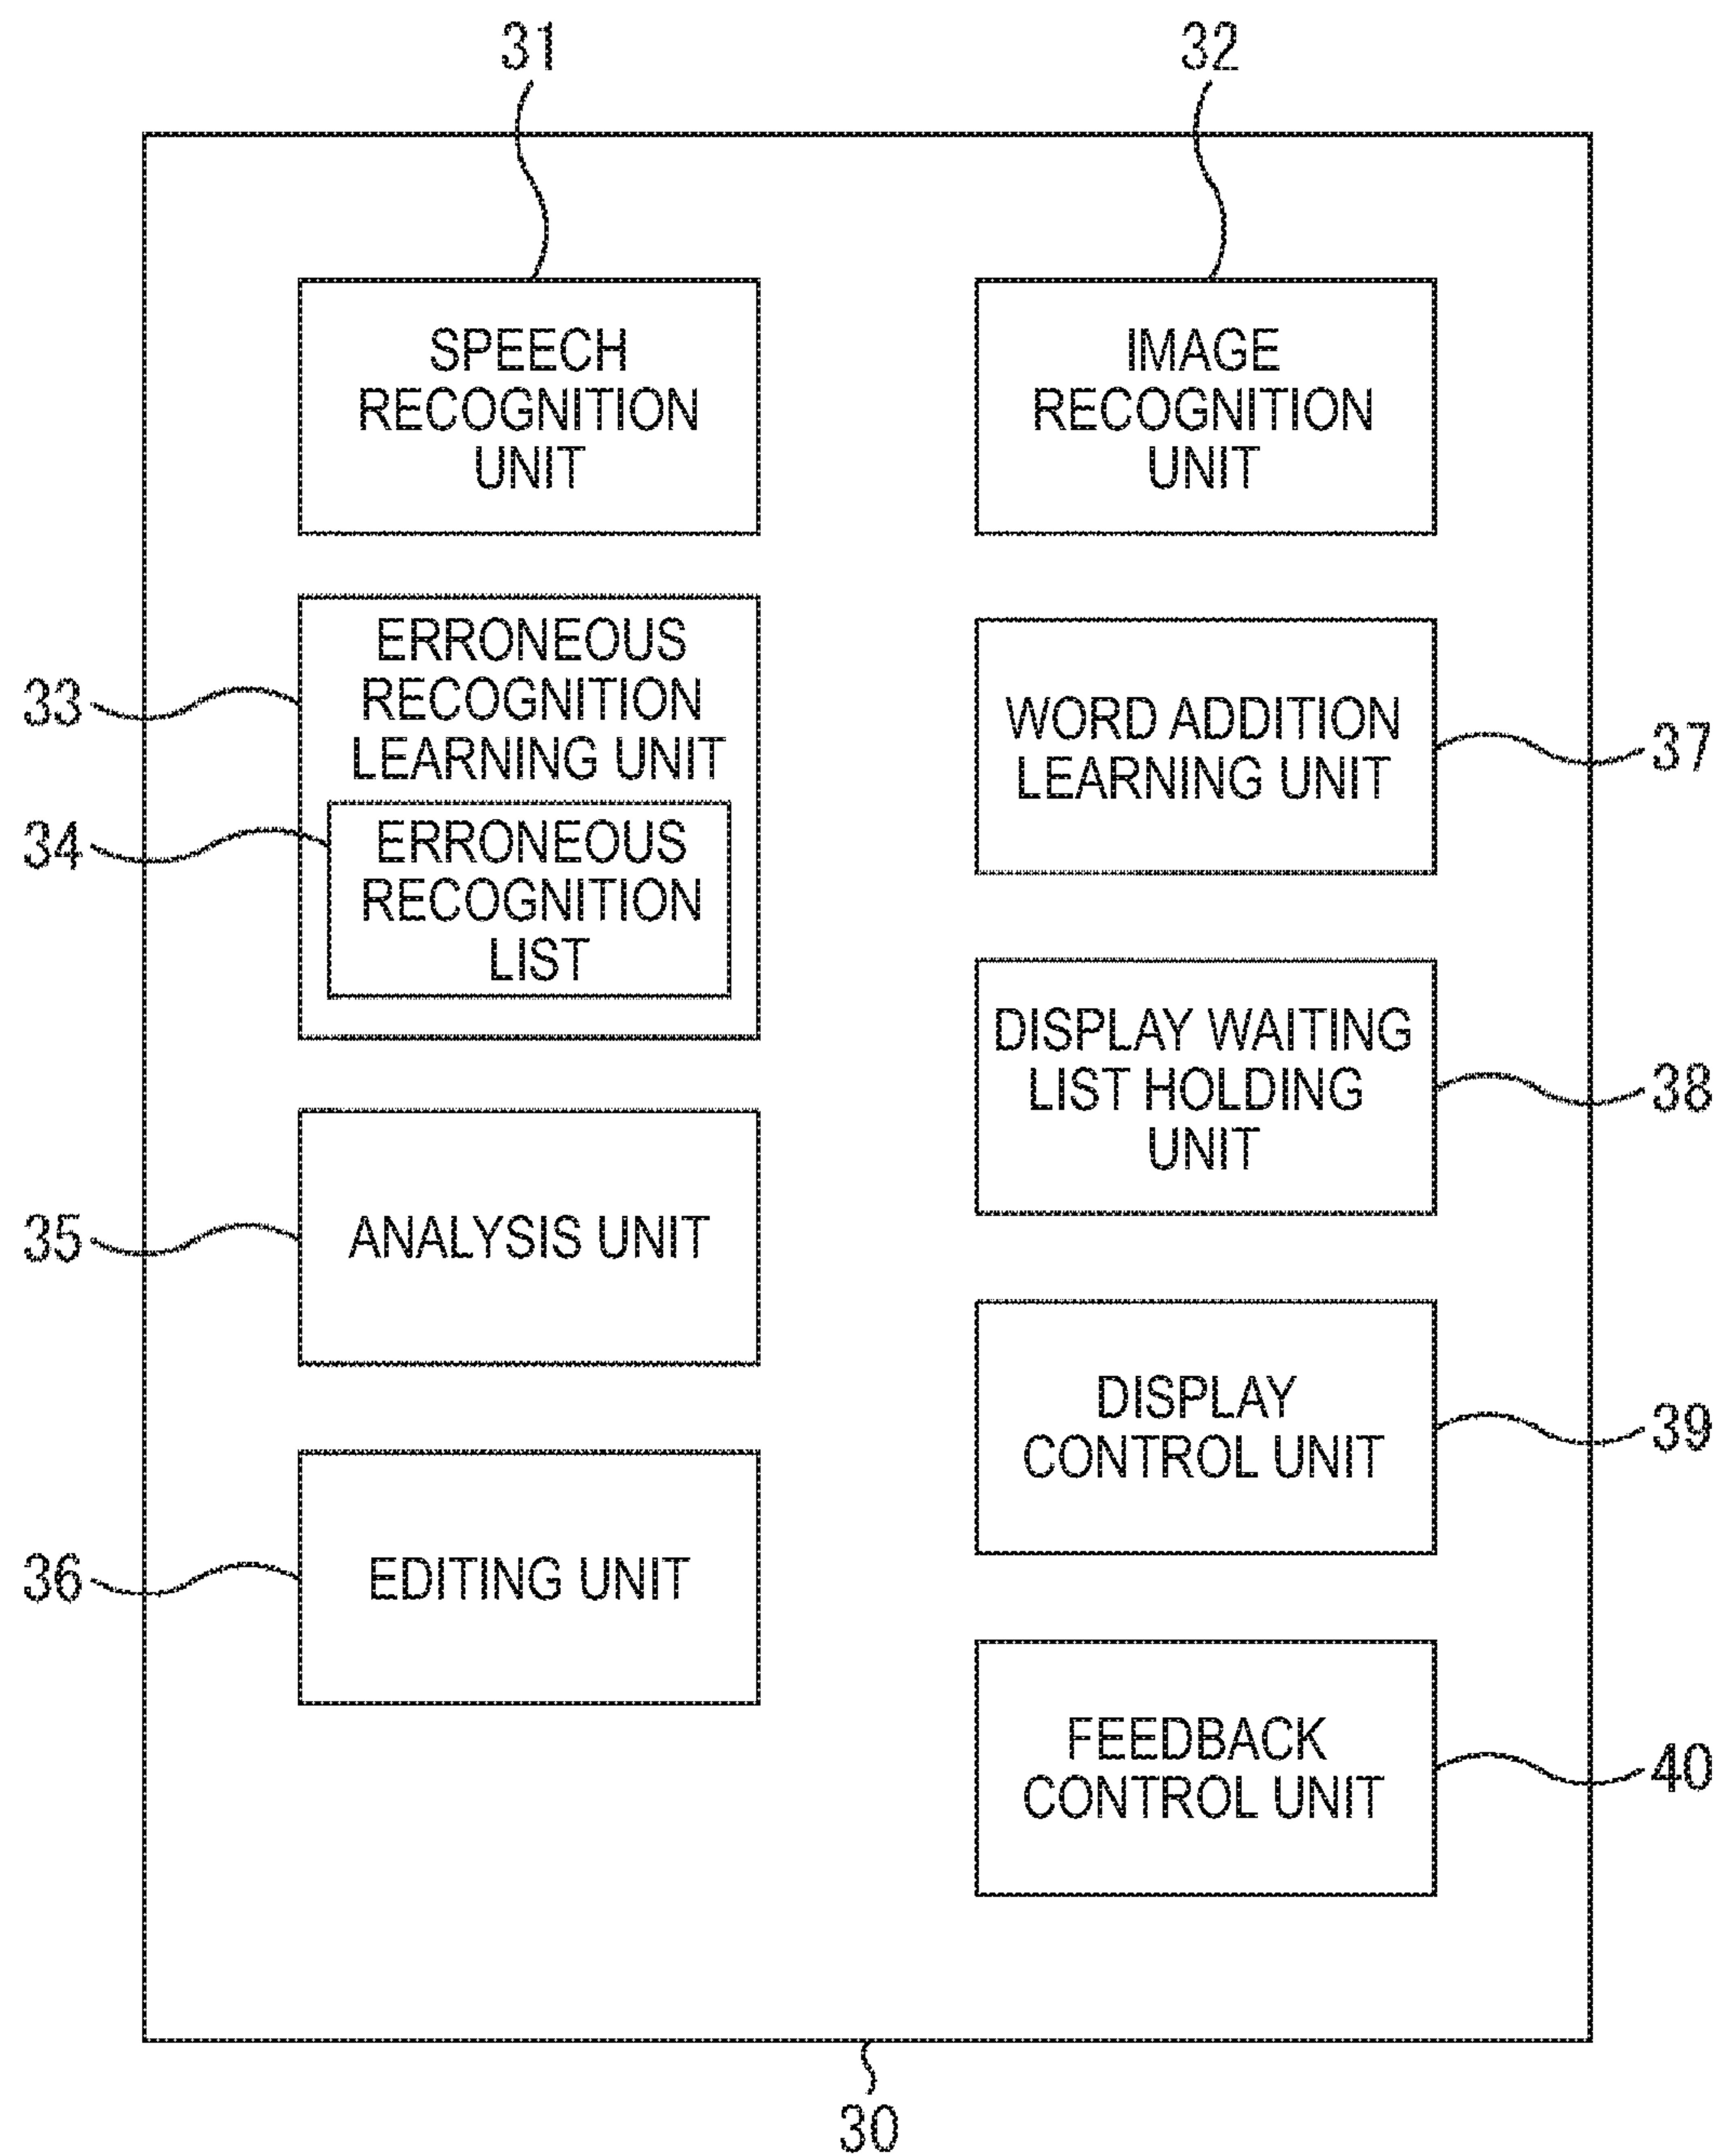 31
32
SPEECH
RECOGNITION
UNIT
IMAGE
RECOGNITION
UNIT
33
ERRONEOUS
RECOGNITION
LEARNING UNIT
34
ERRONEOUS
RECOGNITION
LIST
WORD ADDITION
LEARNING UNIT
37
DISPLAY WAITING
LIST HOLDING
UNIT
38
35
ANALYSIS UNIT
DISPLAY
CONTROL UNIT
39
36
EDITING UNIT
FEEDBACK
CONTROL UNIT
40
30